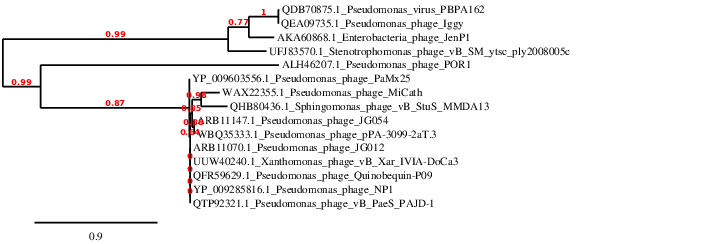 QDB70875.1_Pseudomonas_virus_PBPA162
1
QEA09735.1_Pseudomonas_phage_Iggy
0.77
AKA60868.1_Enterobacteria_phage_JenP1
0.99
UFJ83570.1_Stenotrophomonas_phage_vB_SM_ytsc_ply2008005c
ALH46207.1_Pseudomonas_phage_POR1
0.99
YP_009603556.1_Pseudomonas_phage_PaMx25
WAX22355.1_Pseudomonas_phage_MiCath
0.87
QHB80436.1_Sphingomonas_phage_vB_StuS_MMDA13
ARB11147.1_Pseudomonas_phage_JG054
WBQ35333.1_Pseudomonas_phage_pPA-3099-2aT.3
ARB11070.1_Pseudomonas_phage_JG012
UUW40240.1_Xanthomonas_phage_vB_Xar_IVIA-DoCa3
QFR59629.1_Pseudomonas_phage_Quinobequin-P09
YP_009285816.1_Pseudomonas_phage_NP1
QTP92321.1_Pseudomonas_phage_vB_PaeS_PAJD-1
0.9